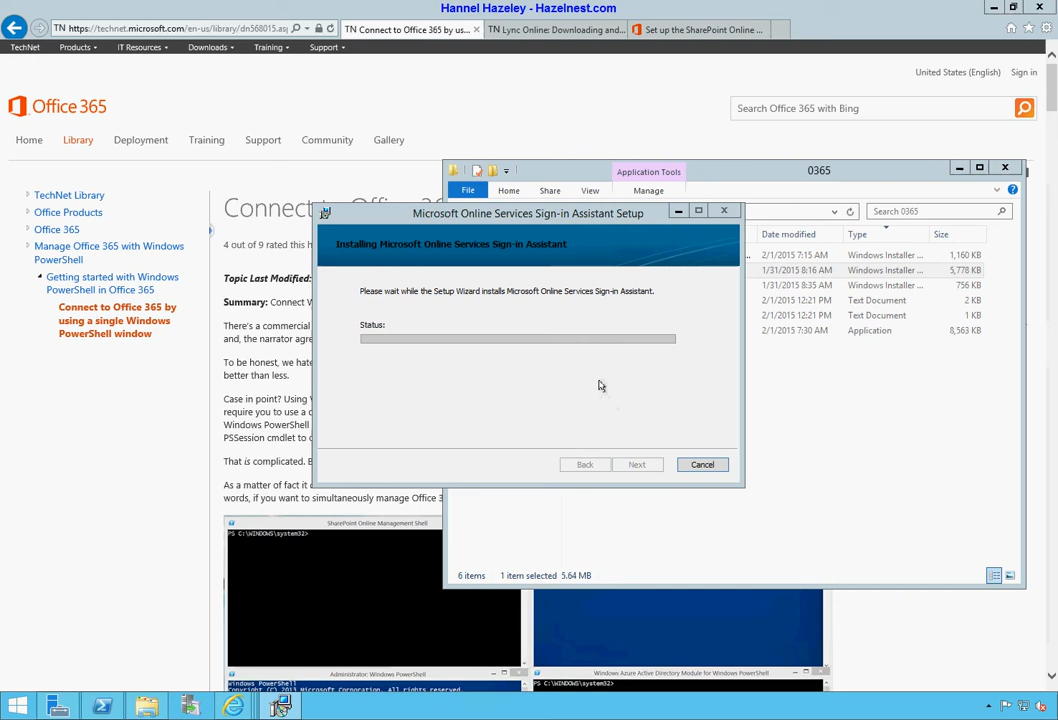 Hannel Hazeley - Hazelnest.com
https://technet.microsoft.com/en-us/library/dn568015.asp
TN Connect to Office 365 by us...
TN Lync Online: Downloading and...
Set up the SharePoint Online ...
TechNet
Products
IT Resources
Downloads
Training
Support
United States (English)
Sign in
Office 365
Search Office 365 with Bing
Home
Library
Deployment
Training
Support
Community
Gallery
TechNet Library
Office Products
Office 365
Manage Office 365 with Windows
PowerShell
Getting started with Windows
PowerShell in Office 365
Connect to Office 365 by
using a single Windows
PowerShell window
Connect
4 out of 9 rated this h
Topic Last Modified:
Summary: Connect W
There's a commercial
and, the narrator agre
To be honest, we hate
better than less.
Case in point? Using V
require you to use a c
Windows PowerShell
PSSession cmdlet to c
That is complicated. B
As a matter of fact it c
words, if you want to simultaneously manage Office 3
Application Tools
0365
File
Home
Share
View
Manage
Search 0365
Date modified
Type
Size
2/1/2015 7:15 AM
Windows Installer ...
1,160 KB
1/31/2015 8:16 AM
Windows Installer ...
5,778 KB
1/31/2015 8:35 AM
Windows Installer ...
756 KB
2/1/2015 12:21 PM
Text Document
2 KB
2/1/2015 12:21 PM
Text Document
1 KB
2/1/2015 7:30 AM
Application
8,563 KB
Microsoft Online Services Sign-in Assistant Setup
Installing Microsoft Online Services Sign-in Assistant
Please wait while the Setup Wizard installs Microsoft Online Services Sign-in Assistant.
Status:
Back
Next
Cancel
6 items
1 item selected 5.64 MB
SharePoint Online Management Shell
PS C:\WINDOWS\system32>
Administrator: Windows PowerShell
Windows PowerShell
Copyright (C) 2013 Microsoft Corporation. All rights reserved.
Windows Azure Active Directory Module for Windows PowerShell
PS C:\WINDOWS\system32>